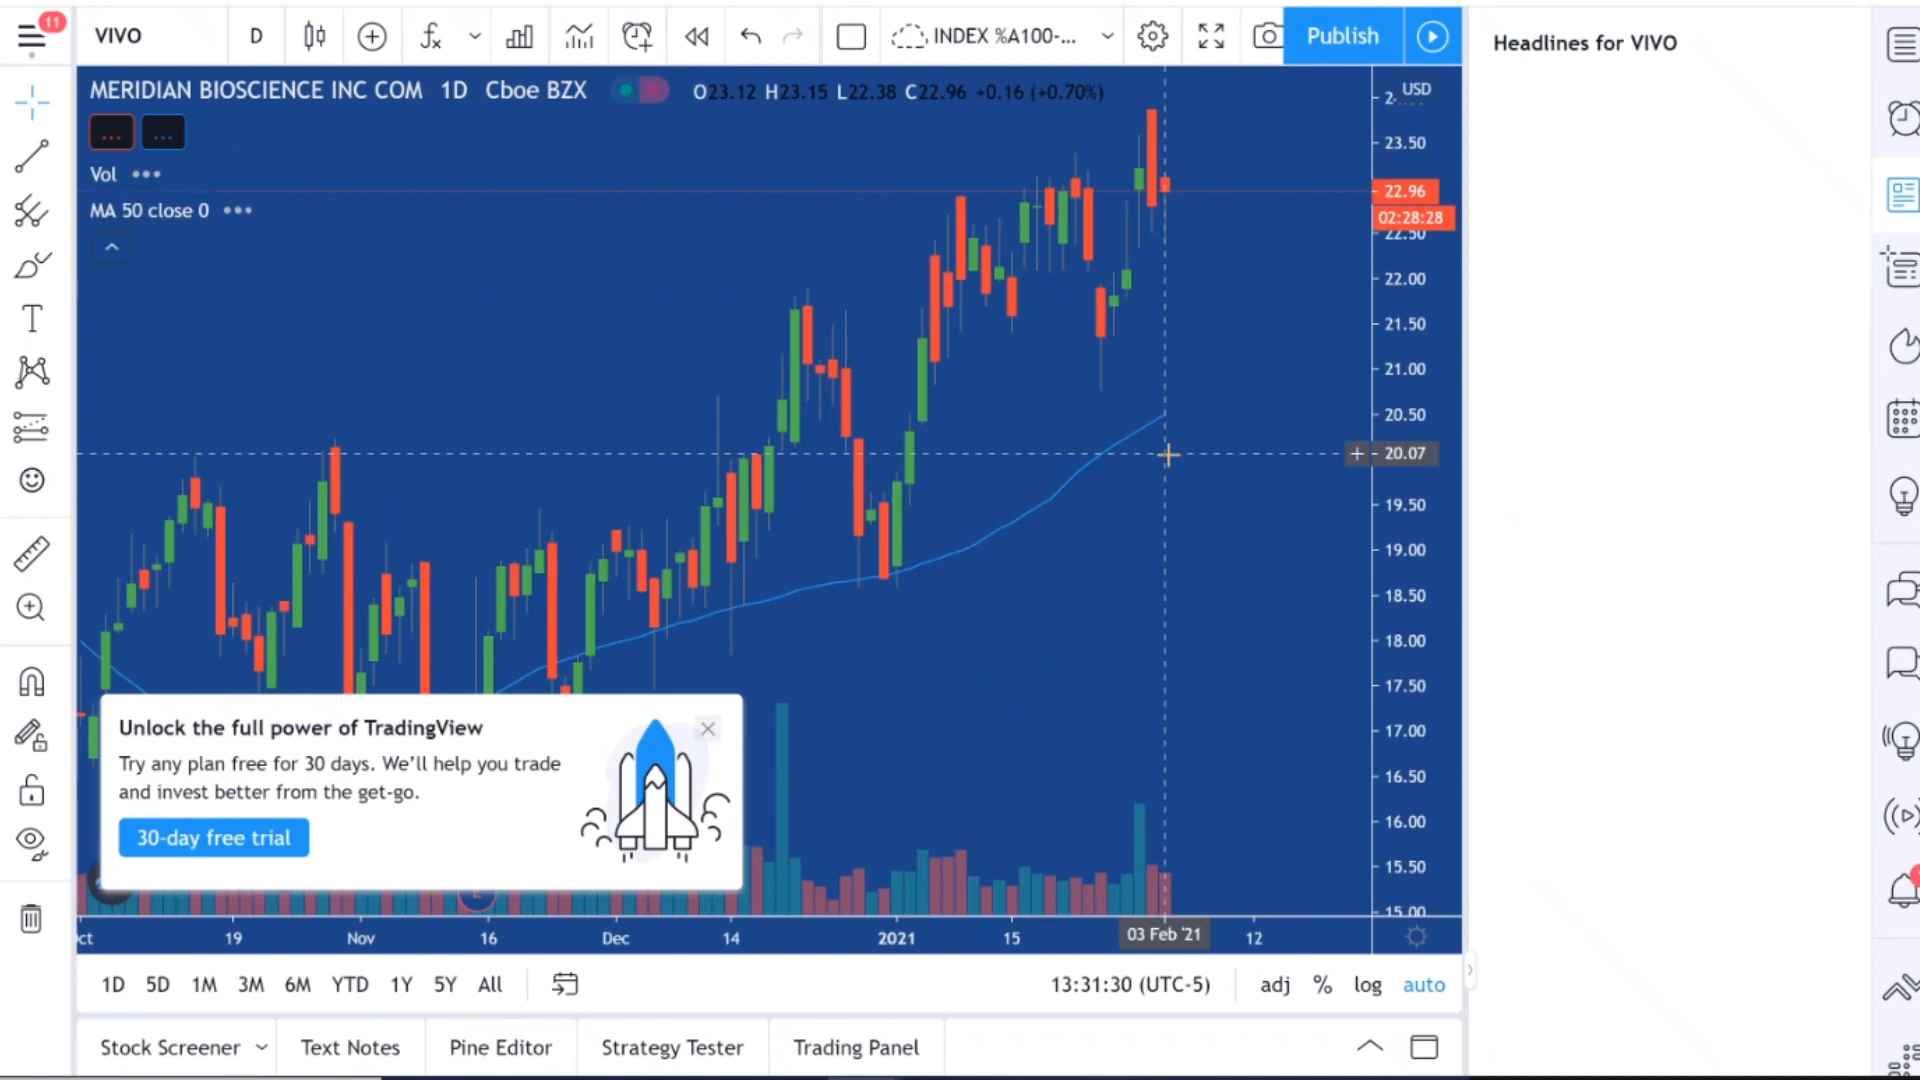 11
VIVO
D
INDEX %A100-...
Publish
Headlines for VIVO
MERIDIAN BIOSCIENCE INC COM 1D Cboe BZX
O23.12 H23.15 L22.38 C22.96 +0.16 (+0.70%)
USD
Vol
MA 50 close 0
23.50
22.96
02:28:28
22.50
22.00
21.50
21.00
20.50
20.07
19.50
19.00
18.50
18.00
17.50
17.00
16.50
16.00
15.50
15.00
Unlock the full power of TradingView
Try any plan free for 30 days. We'll help you trade
and invest better from the get-go.
30-day free trial
19 Nov 16 Dec 14 2021 15 03 Feb '21 12
1D 5D 1M 3M 6M YTD 1Y 5Y All
13:31:30 (UTC-5) adj % log auto
Stock Screener Text Notes Pine Editor Strategy Tester Trading Panel